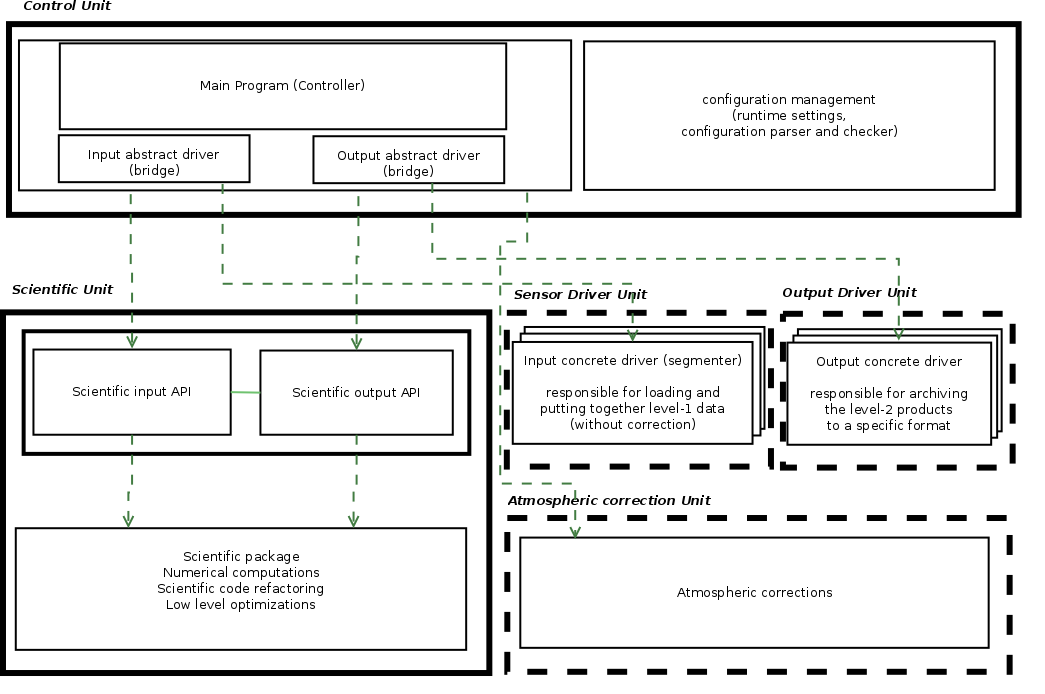 Control Unit
Main Program (Controller)
configuration management
(runtime settings,
configuration parser and checker)
Input abstract driver
(bridge)
Output abstract driver
(bridge)
Scientific Unit
Sensor Driver Unit
Output Driver Unit
Scientific input API
Scientific output API
Input concrete driver (segmenter)
responsible for loading and
putting together level-1 data
(without correction)
Output concrete driver
responsible for archiving
the level-2 products
to a specific format
Atmospheric correction Unit
Scientific package
Numerical computations
Scientific code refactoring
Low level optimizations
Atmospheric corrections